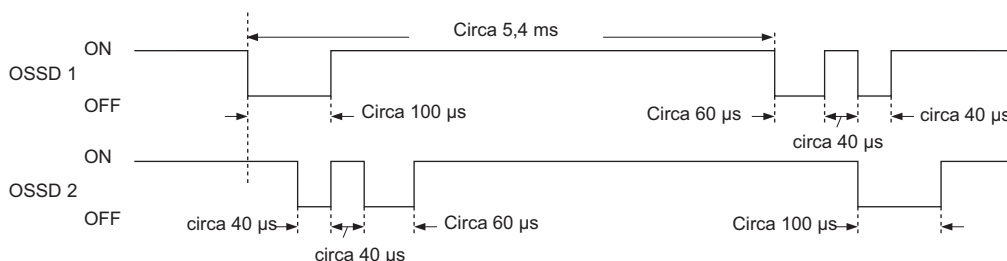 Circa 5,4 ms
ON
OSSD 1
OFF
Circa 100 µs
Circa 60 µs
circa 40 µs
circa 40 µs
ON
OSSD 2
OFF
circa 40 µs
circa 40 µs
Circa 60 µs
Circa 100 µs